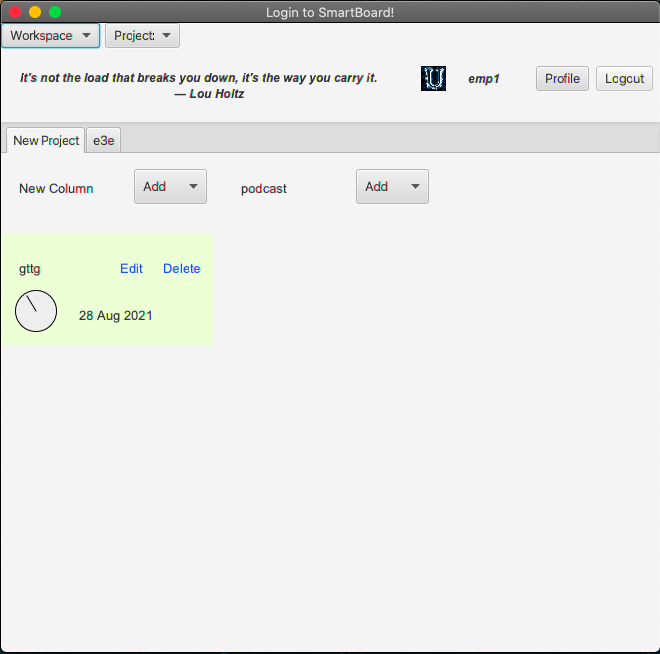 Login to SmartBoard!
Workspace Project:
It's not the load that breaks you down, it's the way you carry it.
— Lou Holtz
emp1 Profile Logout
New Project e3e
New Column Add podcast Add
gttg Edit Delete
28 Aug 2021